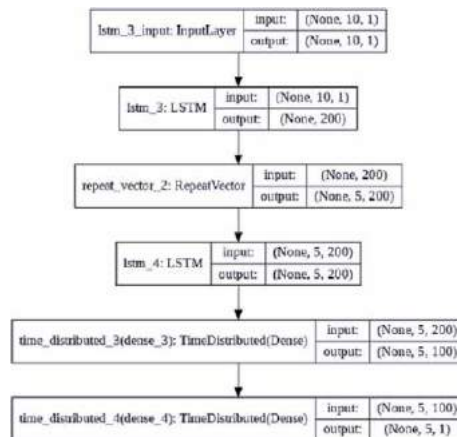 lstm_3_input: InputLayer input: (None, 10, 1)
output: (None, 10, 1)
lstm_3: LSTM input: (None, 10, 1)
output: (None, 200)
repeat_vector_2: RepeatVector input: (None, 200)
output: (None, 5, 200)
lstm_4: LSTM input: (None, 5, 200)
output: (None, 5, 200)
time_distributed_3(dense_3): TimeDistributed(Dense) input: (None, 5, 200)
output: (None, 5, 100)
time_distributed_4(dense_4): TimeDistributed(Dense) input: (None, 5, 100)
output: (None, 5, 1)